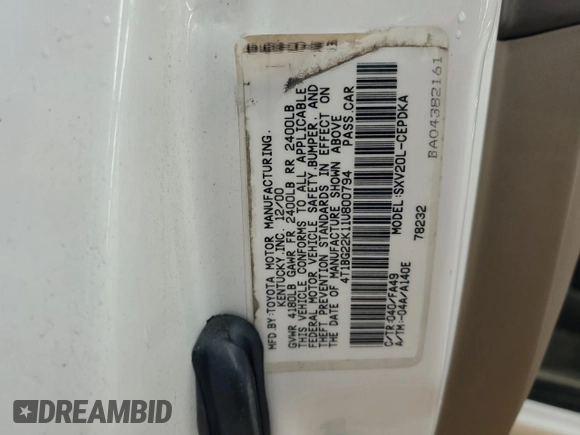 MFD BY:TOYOTA MOTOR MANUFACTURING.
KENTUCKY, INC. 12/00
GVWR 4180LB GAWR FR 2400LB RR 2400LB
THIS VEHICLE CONFORMS TO ALL APPLICABLE
FEDERAL MOTOR VEHICLE SAFETY,BUMPER, AND
THEFT PREVENTION STANDARDS IN EFFECT ON
THE DATE OF MANUFACTURE SHOWN ABOVE
4T1BG22K11U800794 PASS.CAR
MODEL:SXV20L-CEPDKA
C/TR:040/FA49 78232
A/TM:-04A/A140E
BA04382161
DREAMBID